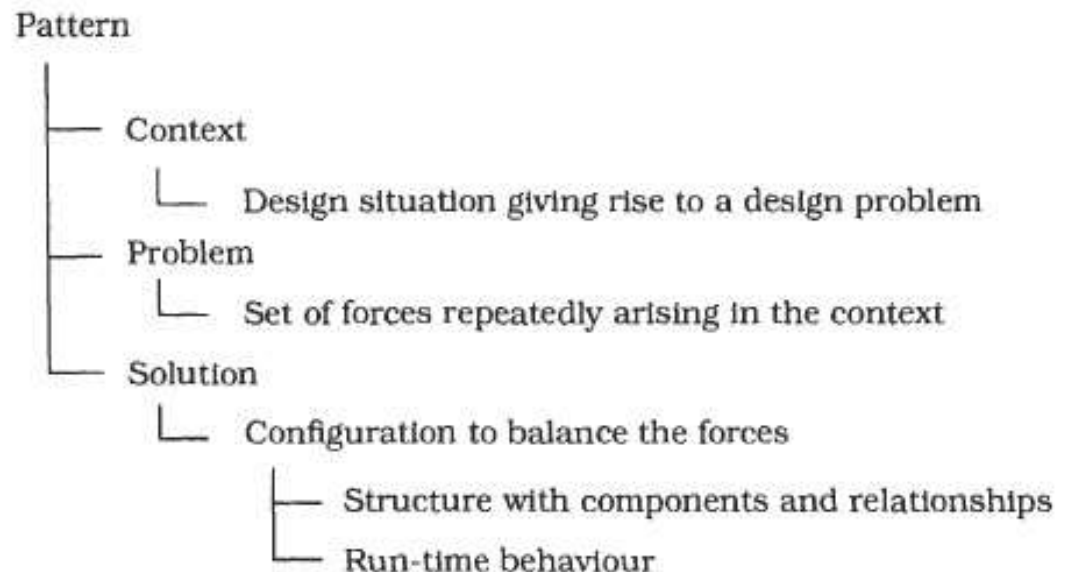 Pattern
Context
Design situation giving rise to a design problem
Problem
Set of forces repeatedly arising in the context
Solution
Configuration to balance the forces
Structure with components and relationships
Run-time behaviour